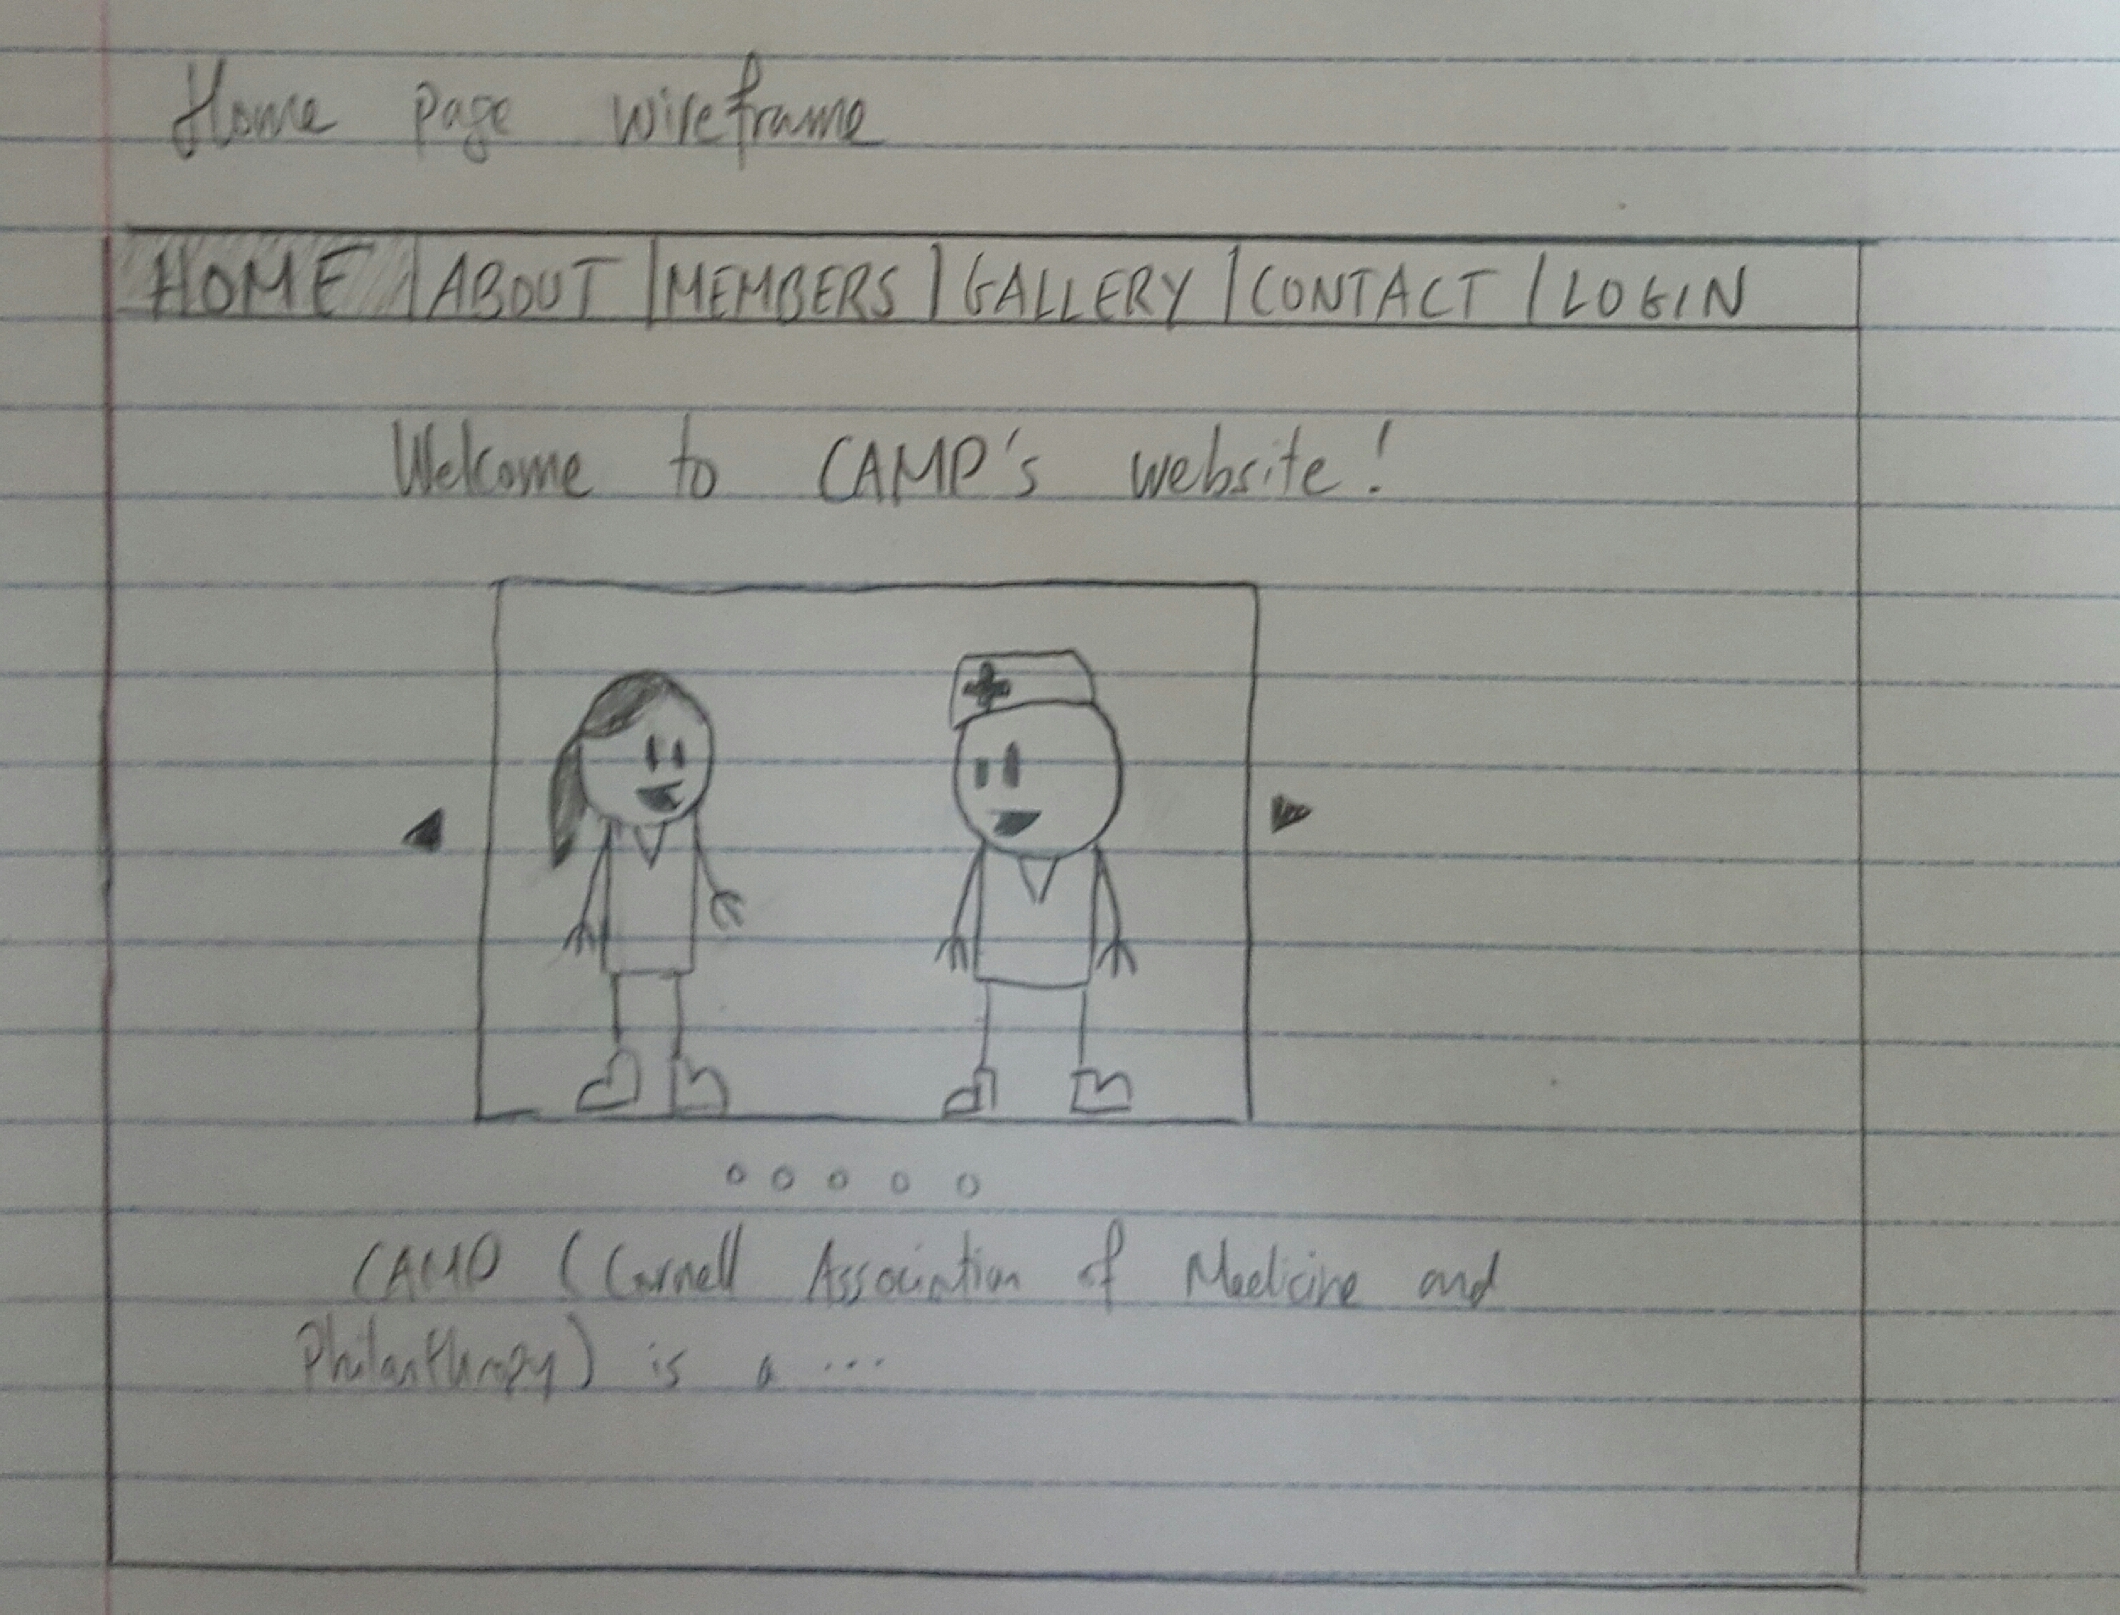 Home page wireframe
HOME | ABOUT | MEMBERS | GALLERY | CONTACT | LOGIN
Welcome to CAMP's website!
CAMP (Cornell Association of Medicine and
Philanthropy) is a ...